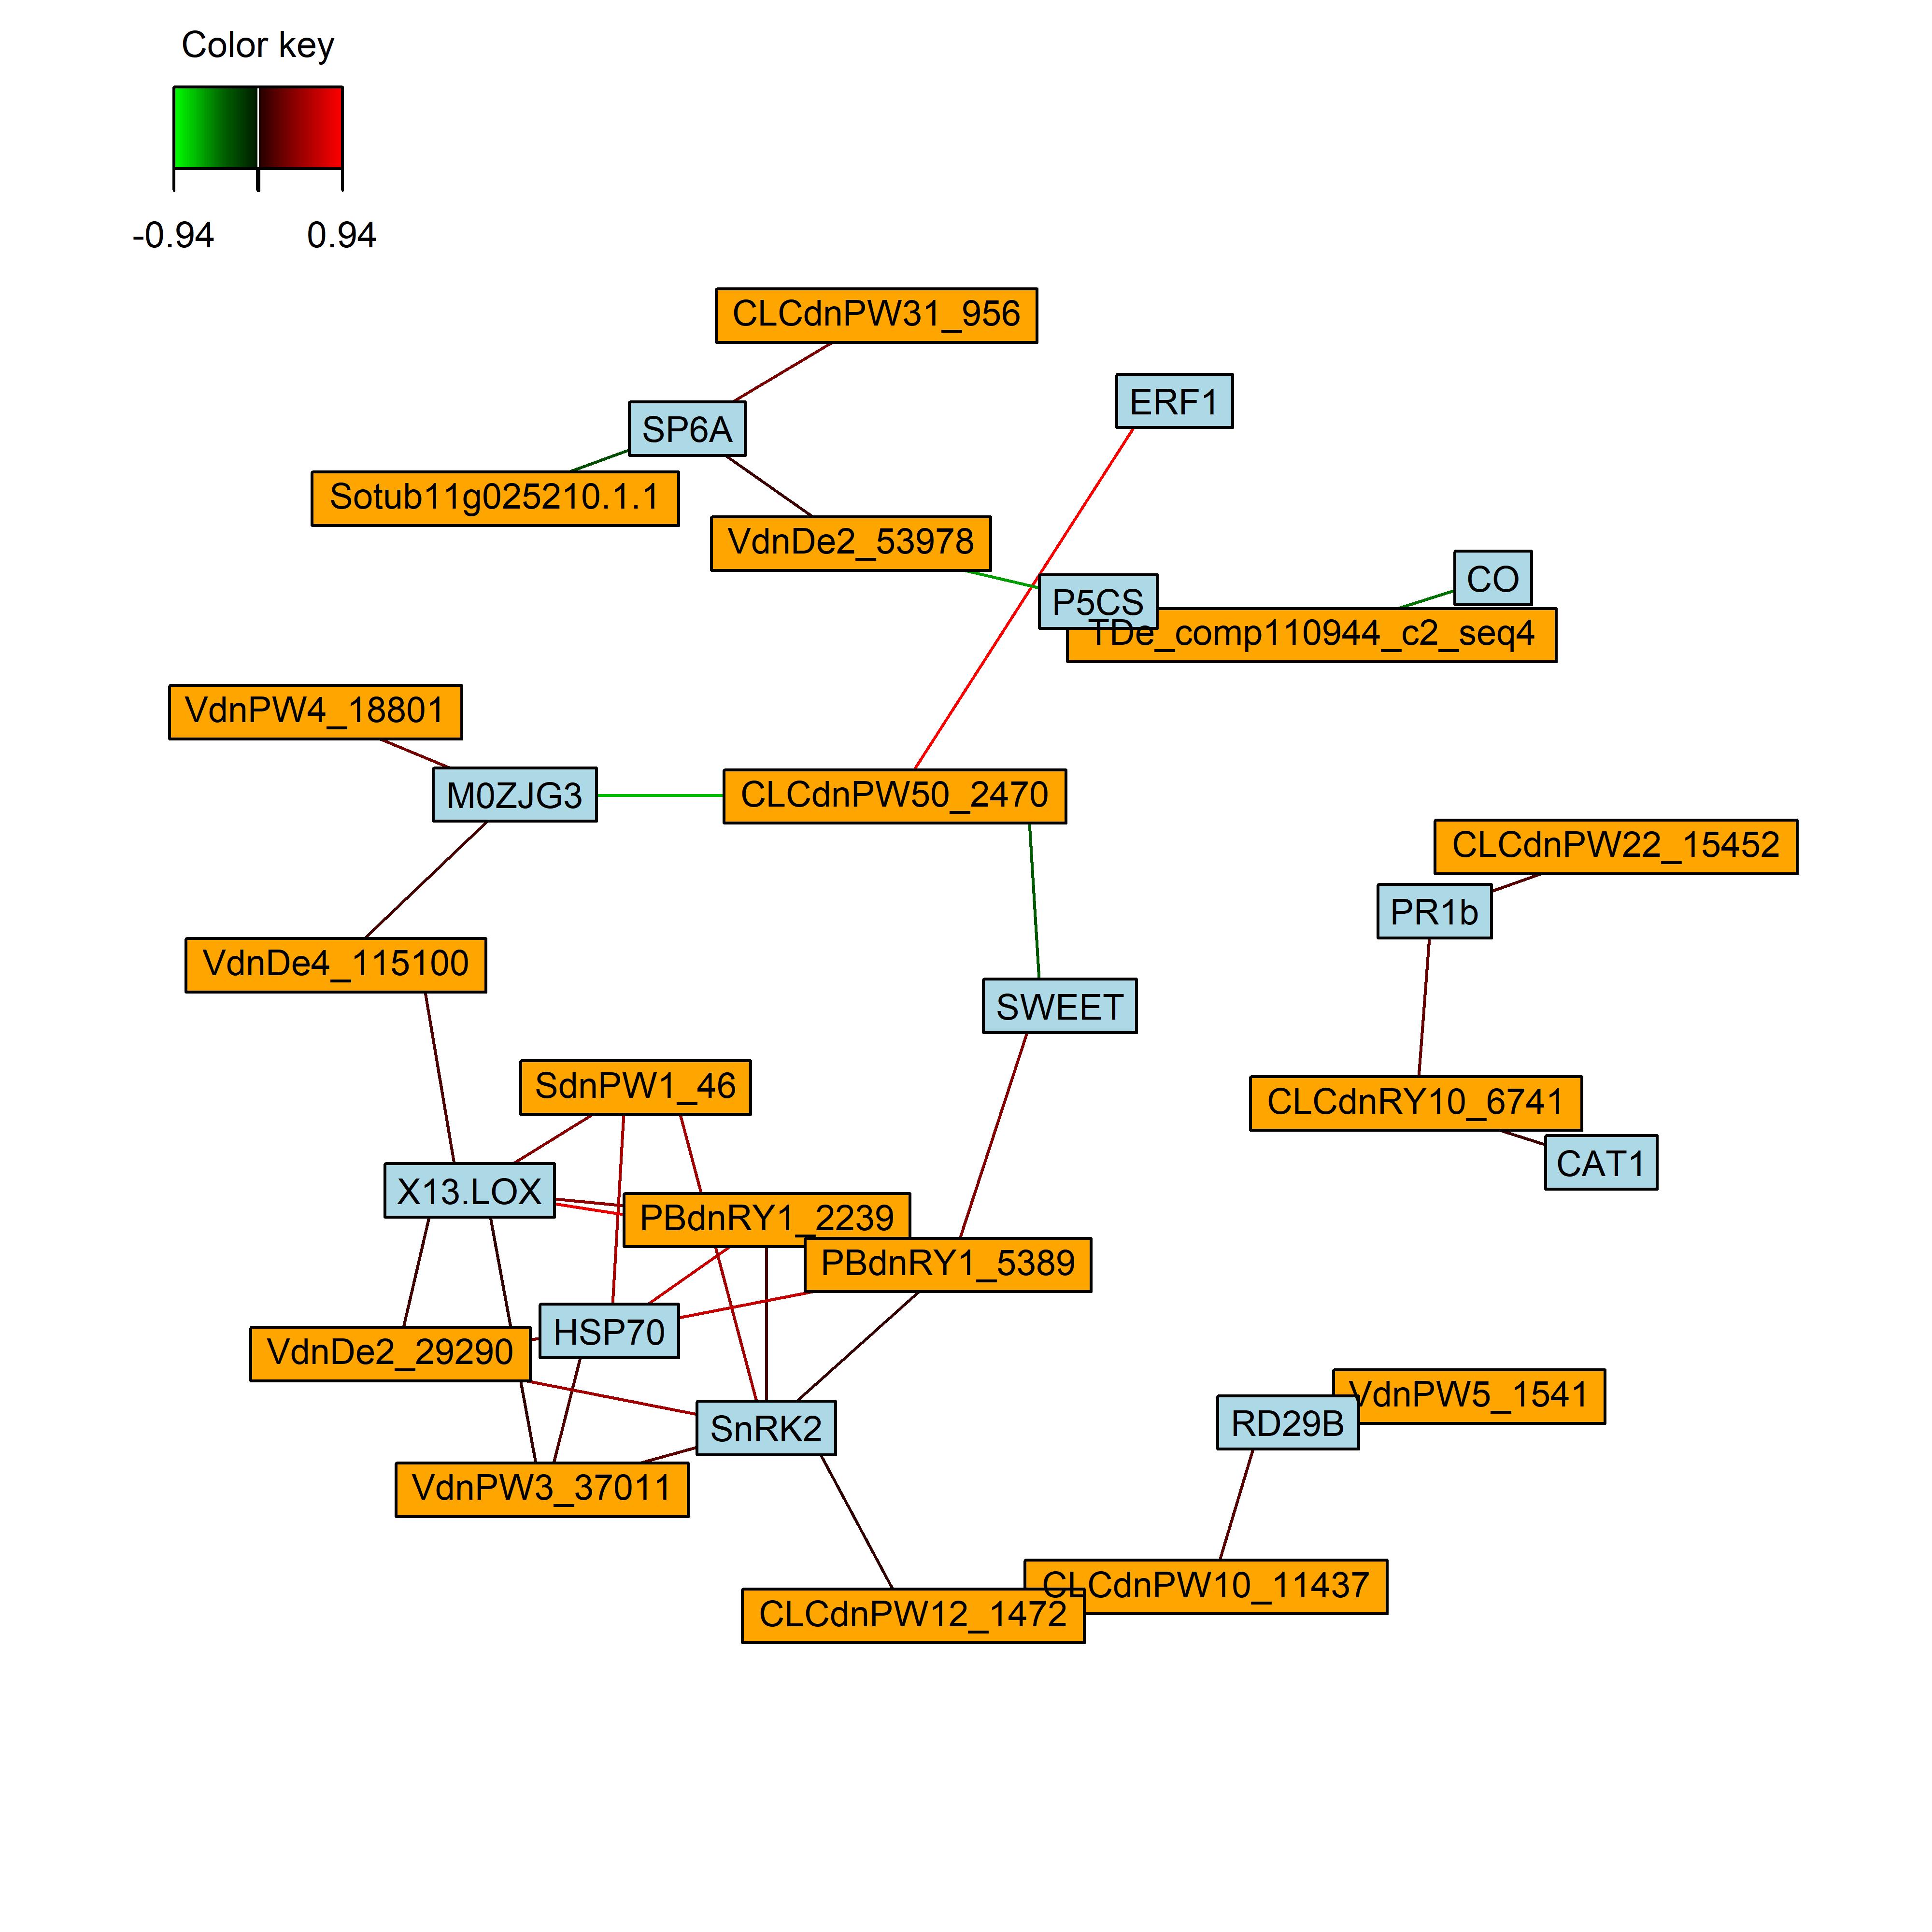 Color key
-0.94
0.94
CLCdnPW31_956
ERF1
SP6A
Sotub11g025210.1.1
VdnDe2_53978
CO
P5CS
TDe_comp110944_c2_seq4
VdnPW4_18801
M0ZJG3
CLCdnPW50_2470
CLCdnPW22_15452
PR1b
VdnDe4_115100
SWEET
SdnPW1_46
CLCdnRY10_6741
CAT1
X13.LOX
PBdnRY1_2239
PBdnRY1_5389
HSP70
VdnDe2_29290
VdnPW5_1541
RD29B
SnRK2
VdnPW3_37011
CLCdnPW10_11437
CLCdnPW12_1472